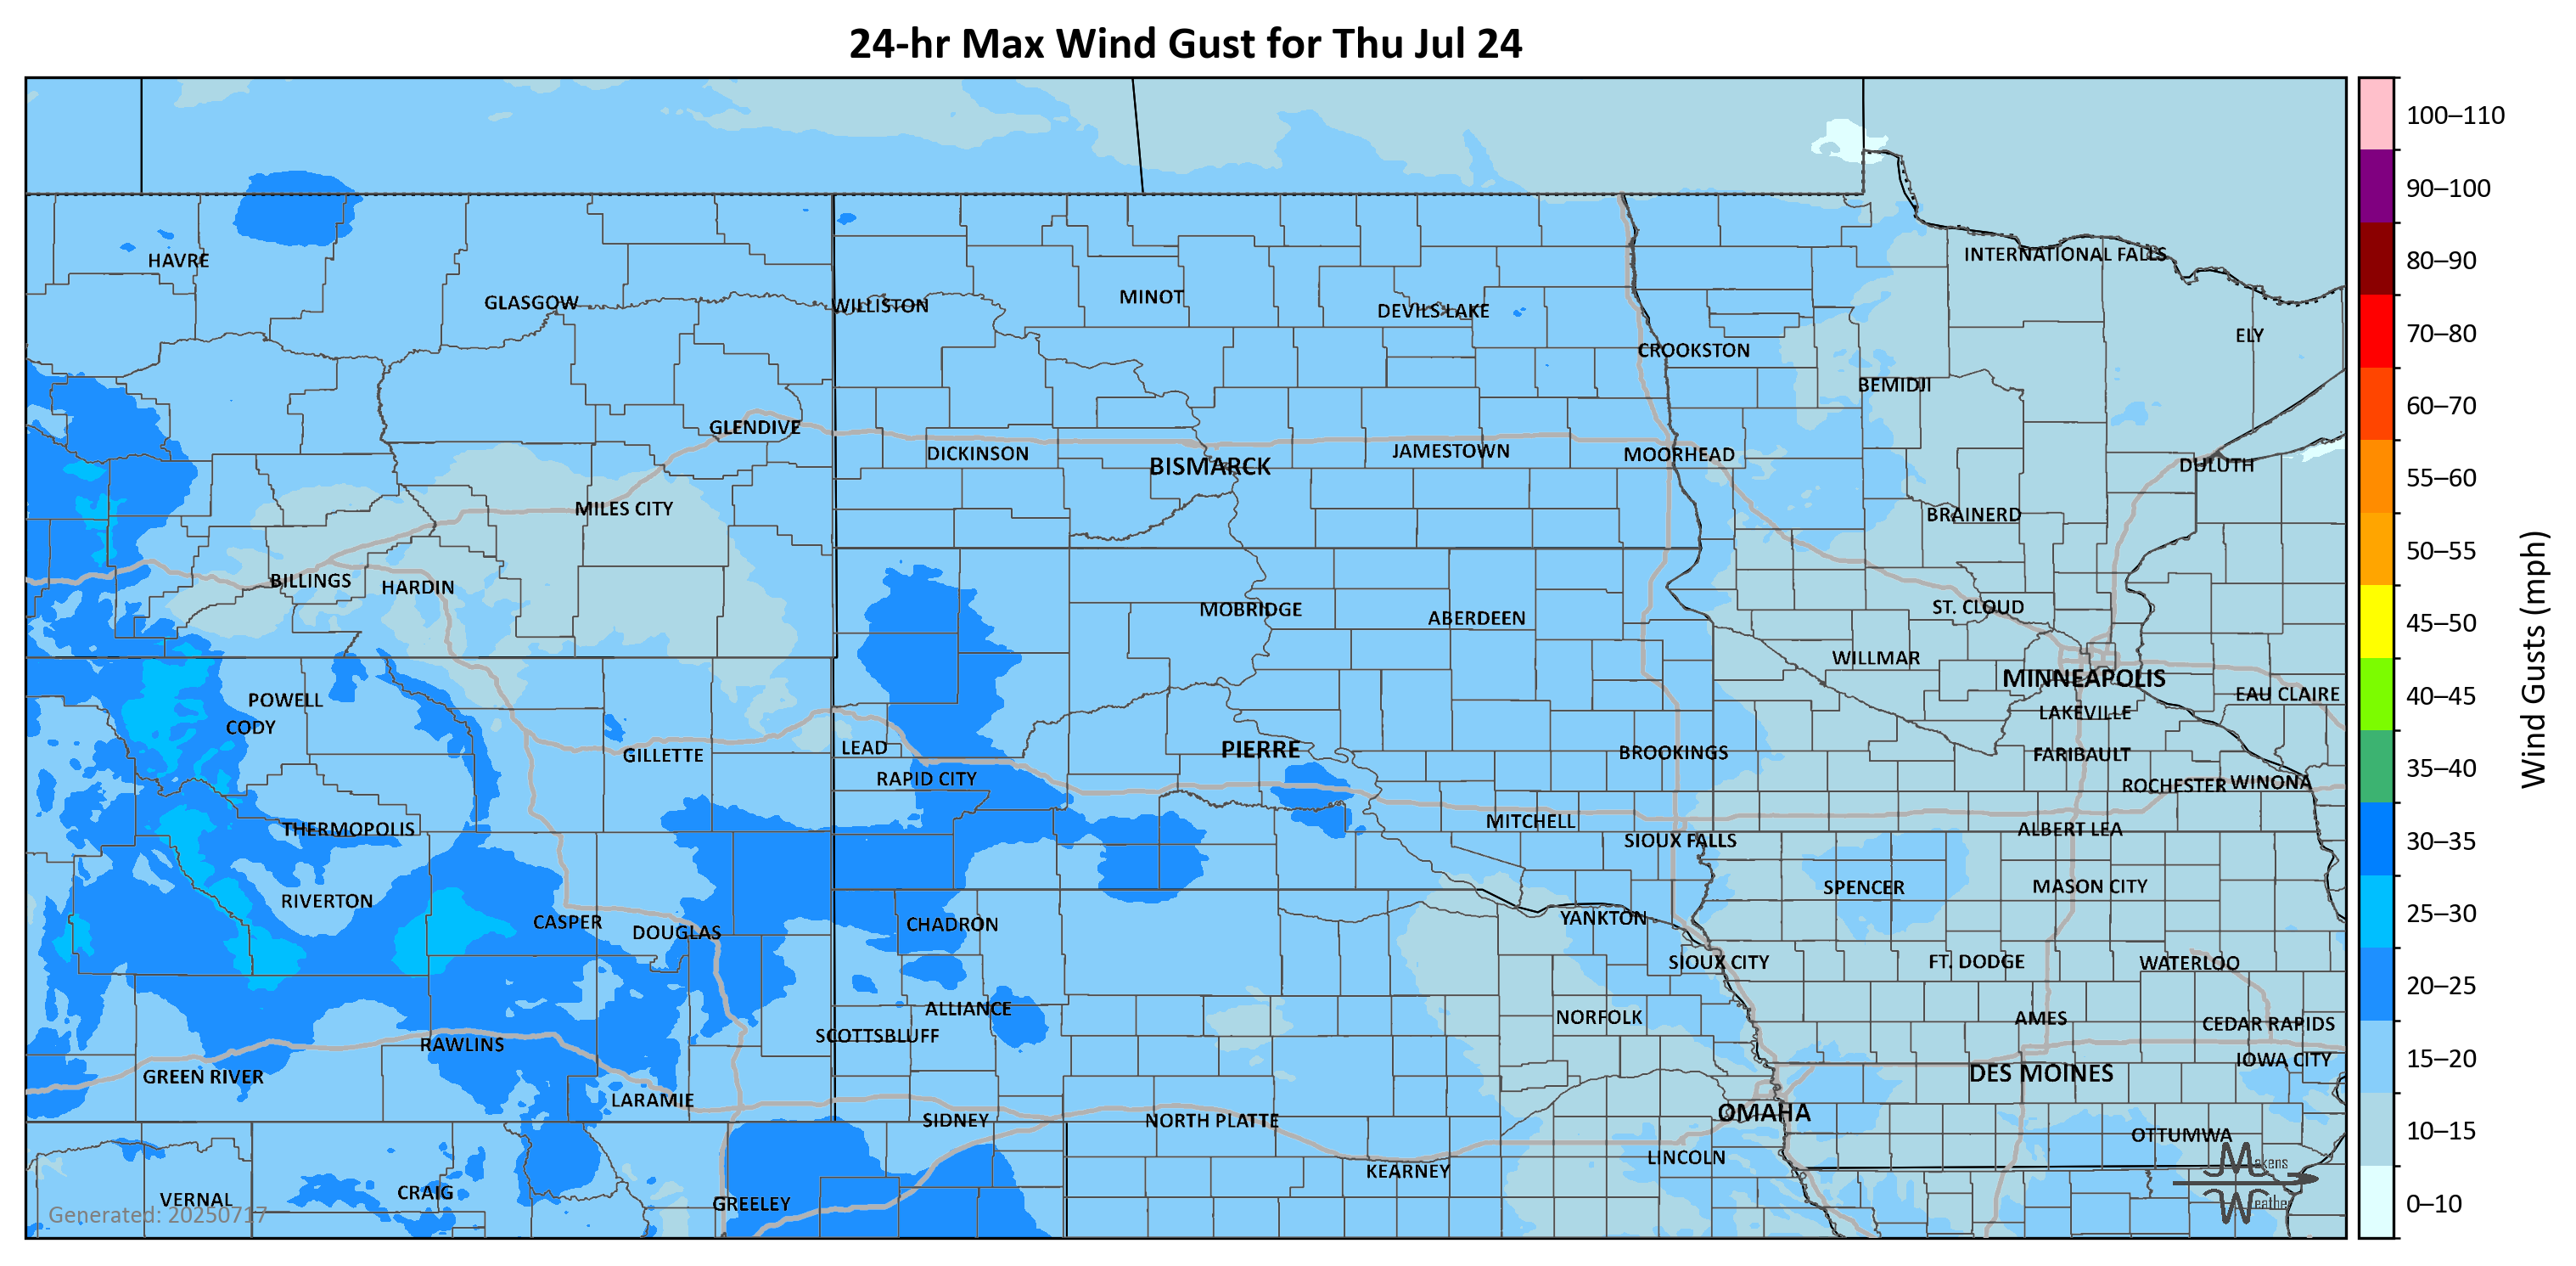 24-hr Max Wind Gust for Thu Jul 24
100–110
90–100
80–90
70–80
60–70
55–60
50–55
45–50
40–45
35–40
30–35
25–30
20–25
15–20
10–15
0–10
Wind Gusts (mph)
HAVRE
INTERNATIONAL FALLS
GLASGOW
WILLISTON
MINOT
DEVILS LAKE
ELY
CROOKSTON
BEMIDJI
GLENDIVE
DICKINSON
BISMARCK
JAMESTOWN
MOORHEAD
DULUTH
MILES CITY
BRAINERD
BILLINGS
HARDIN
MOBRIDGE
ABERDEEN
ST. CLOUD
WILLMAR
MINNEAPOLIS
POWELL
EAU CLAIRE
CODY
LAKEVILLE
GILLETTE
LEAD
PIERRE
BROOKINGS
FARIBAULT
RAPID CITY
ROCHESTER
WINONA
THERMOPOLIS
MITCHELL
ALBERT LEA
SIOUX FALLS
RIVERTON
SPENCER
MASON CITY
CASPER
DOUGLAS
CHADRON
YANKTON
SIOUX CITY
FT. DODGE
WATERLOO
ALLIANCE
NORFOLK
AMES
CEDAR RAPIDS
SCOTTSBLUFF
RAWLINS
IOWA CITY
GREEN RIVER
DES MOINES
LARAMIE
OMAHA
SIDNEY
NORTH PLATTE
OTTUMWA
LINCOLN
KEARNEY
VERNAL
CRAIG
GREELEY
Generated: 20250717
Makens
Weather